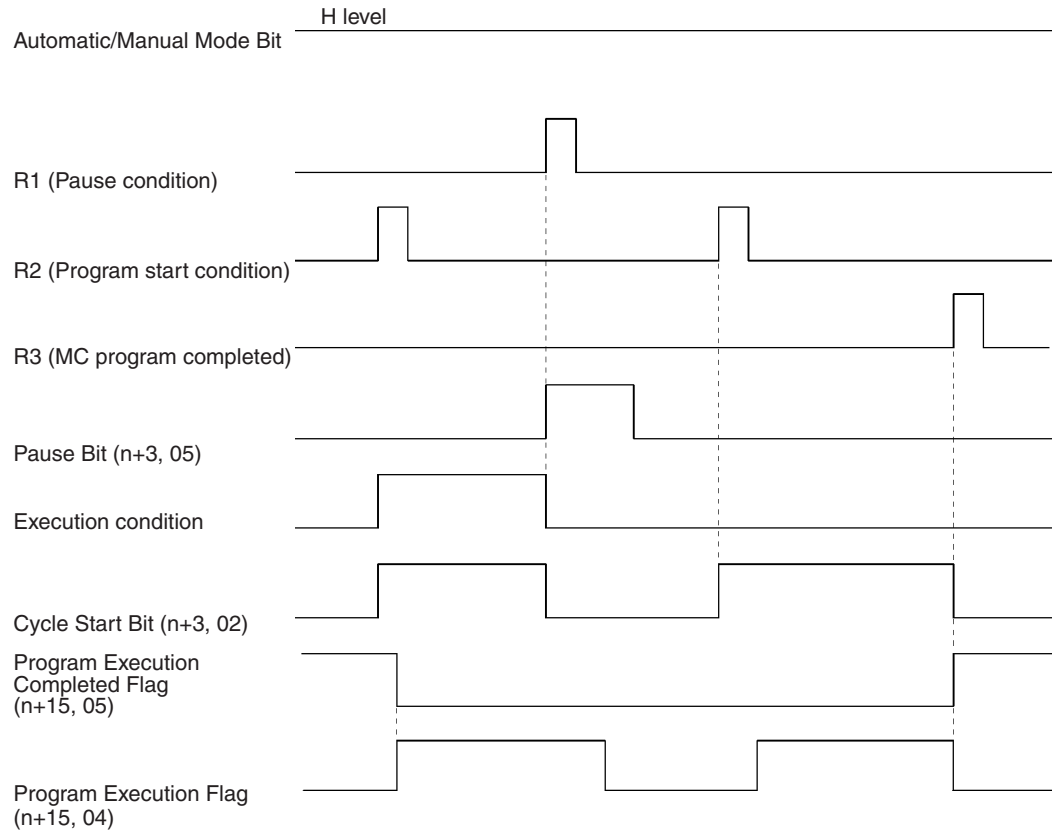 H level
Automatic/Manual Mode Bit
R1 (Pause condition)
R2 (Program start condition)
R3 (MC program completed)
Pause Bit (n+3, 05)
Execution condition
Cycle Start Bit (n+3, 02)
Program Execution
Completed Flag
(n+15, 05)
Program Execution Flag
(n+15, 04)